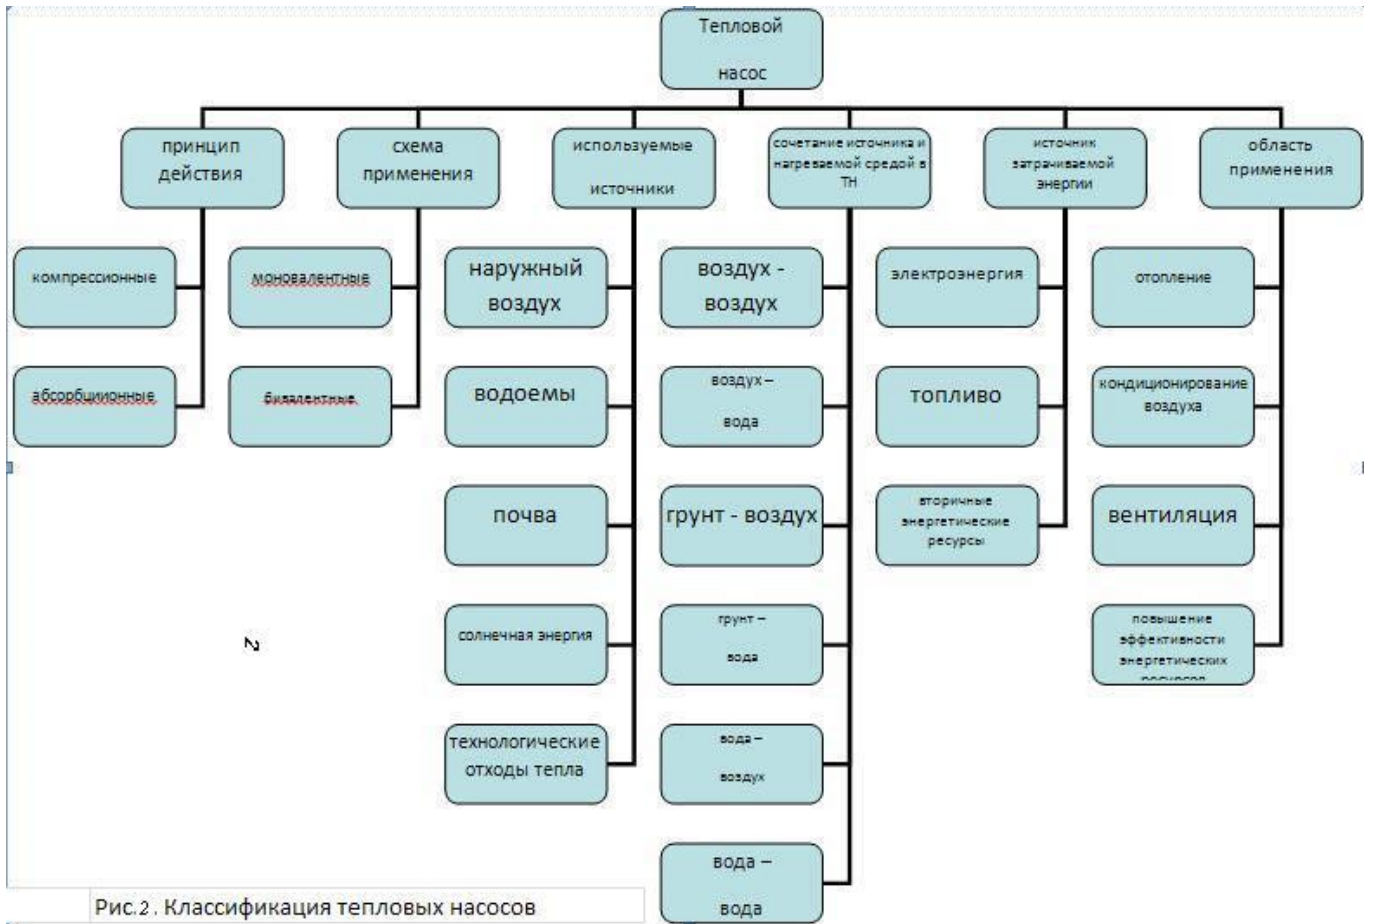 Тепловой
насос
принцип
действия
схема
применения
используемые
источники
сочетание источника и
нагреваемой средой в
ТН
источник
затрачиваемой
энергии
область
применения
компрессионные
абсорбциионные
моновалентные
бивалентные
наружный
воздух
водоемы
почва
солнечная энергия
технологические
отходы тепла
воздух -
воздух
воздух –
вода
грунт - воздух
грунт –
вода
вода –
воздух
вода –
вода
электроэнергия
топливо
вторичные
энергетические
ресурсы
отопление
кондиционирование
воздуха
вентиляция
повышение
эффективности
энергетических
ресурсов
2
Рис.2. Классификация тепловых насосов